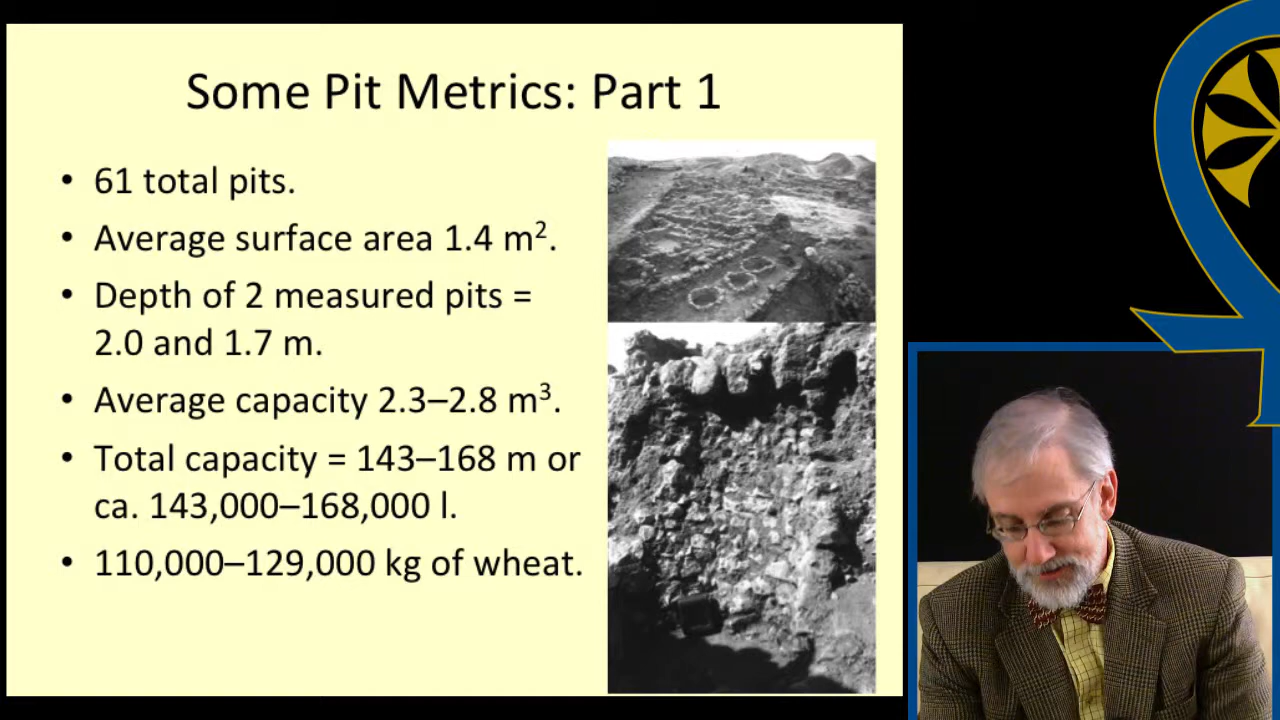 Some Pit Metrics: Part 1
• 61 total pits.
• Average surface area 1.4 m².
• Depth of 2 measured pits =
2.0 and 1.7 m.
• Average capacity 2.3–2.8 m³.
• Total capacity = 143–168 m or
ca. 143,000–168,000 l.
• 110,000–129,000 kg of wheat.